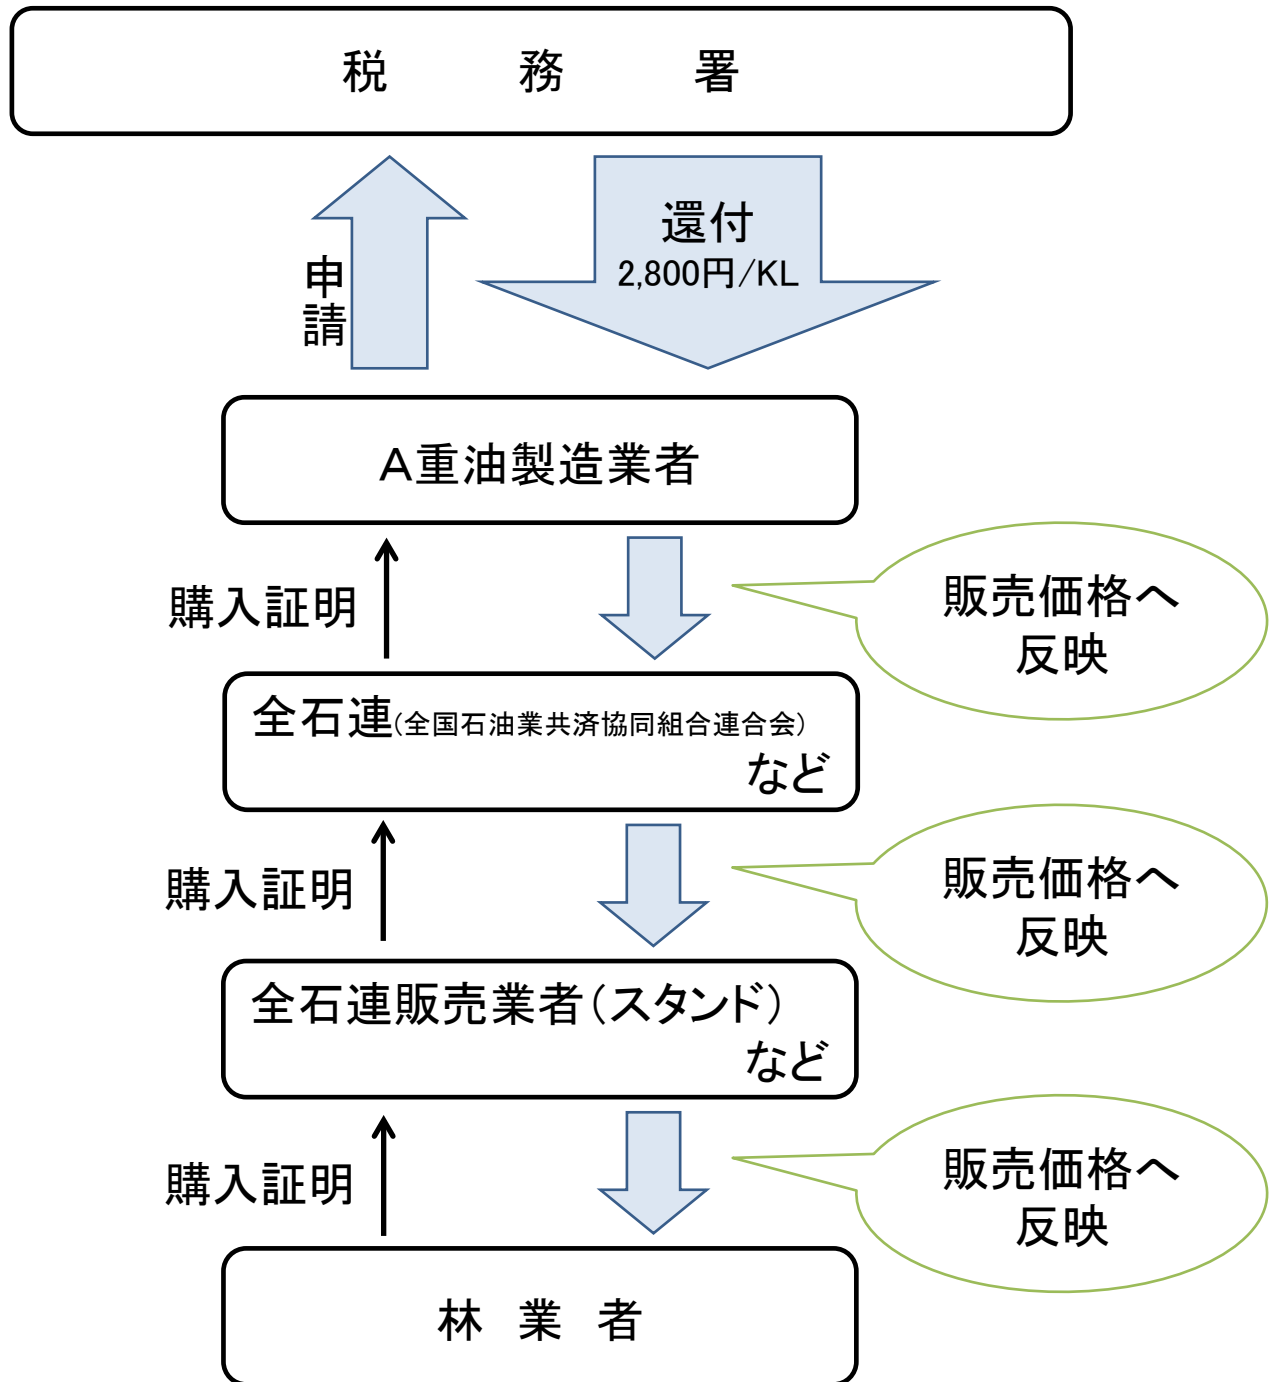 税　務　署
還付
2,800円/KL
申請
A重油製造業者
購入証明
販売価格へ
反映
全石連(全国石油業共済協同組合連合会)
など
購入証明
販売価格へ
反映
全石連販売業者(スタンド)
など
購入証明
販売価格へ
反映
林　業　者